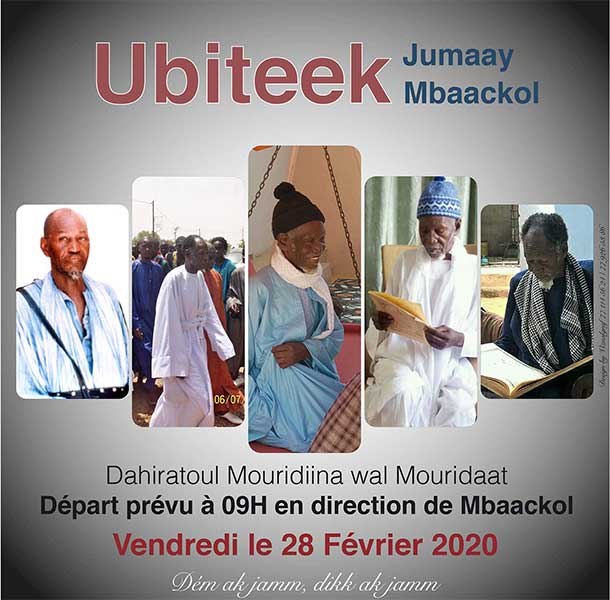 Ubiteek
Jumaay
Mbaackol
06/07
Dahiratoul Mouridiina wal Mouridaat
Départ prévu à 09H en direction de Mbaackol
Vendredi le 28 Février 2020
Dém ak jamm, dikk ak jamm